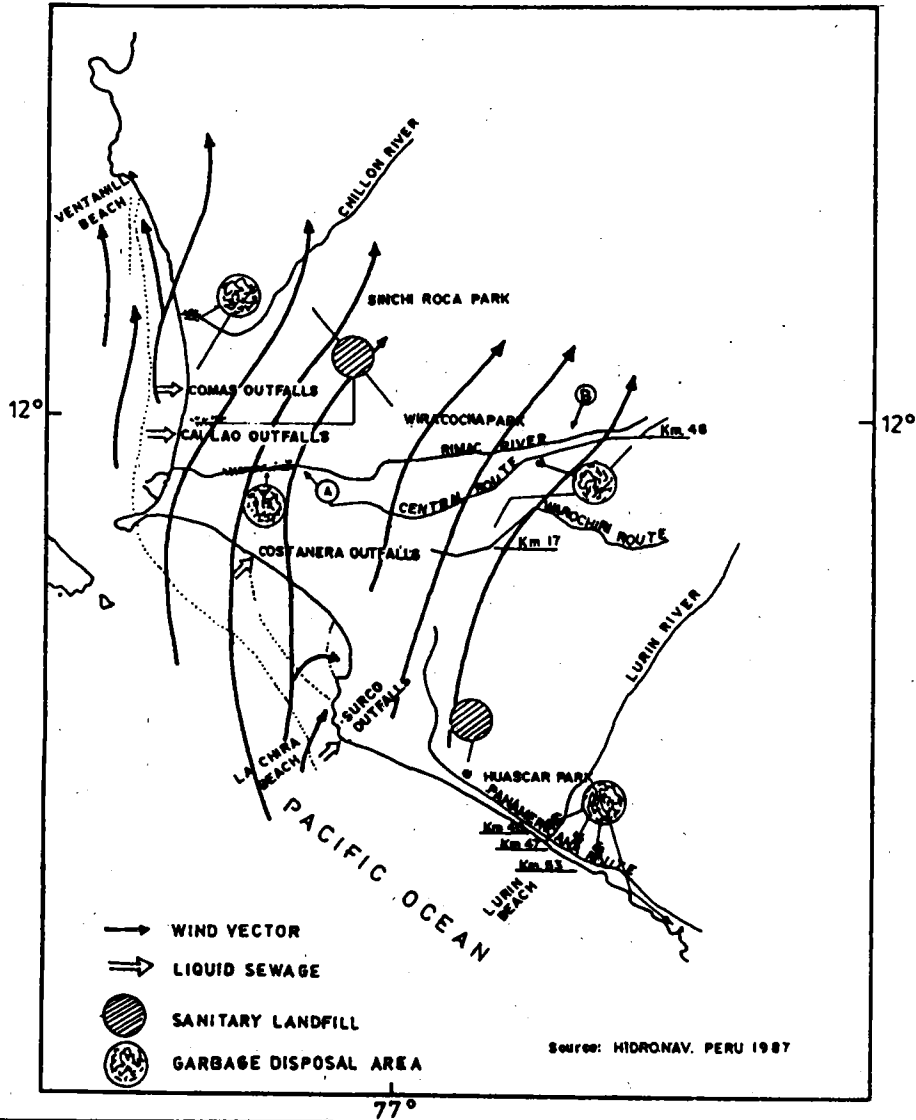 CHILLON RIVER
VENTANILLA
BEACH
SINCHI ROCA PARK
COMAS OUTFALLS
12°
CALLAO OUTFALLS
WIRACOCHA PARK
B
12°
RIMAC RIVER
Km 46
CENTRAL ROUTE
A
WAROCHIRI ROUTE
COSTANERA OUTFALLS
Km 17
LURIN RIVER
SURCO
OUTFALLS
LA CHIRA
BEACH
HUASCAR PARK
PANAMERICANA ROUTE
Km 47
LURIN
BEACH
PACIFIC OCEAN
WIND VECTOR
LIQUID SEWAGE
SANITARY LANDFILL
GARBAGE DISPOSAL AREA
Source: HIDRONAV. PERU 1987
77°